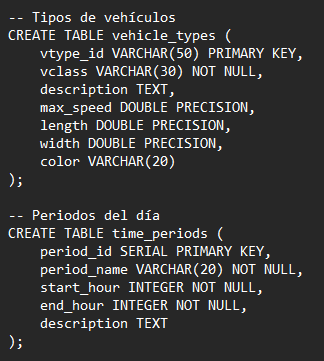 -- Tipos de vehículos
CREATE TABLE vehicle_types (
    vtype_id VARCHAR(50) PRIMARY KEY,
    vclass VARCHAR(30) NOT NULL,
    description TEXT,
    max_speed DOUBLE PRECISION,
    length DOUBLE PRECISION,
    width DOUBLE PRECISION,
    color VARCHAR(20)
);

-- Periodos del día
CREATE TABLE time_periods (
    period_id SERIAL PRIMARY KEY,
    period_name VARCHAR(20) NOT NULL,
    start_hour INTEGER NOT NULL,
    end_hour INTEGER NOT NULL,
    description TEXT
);